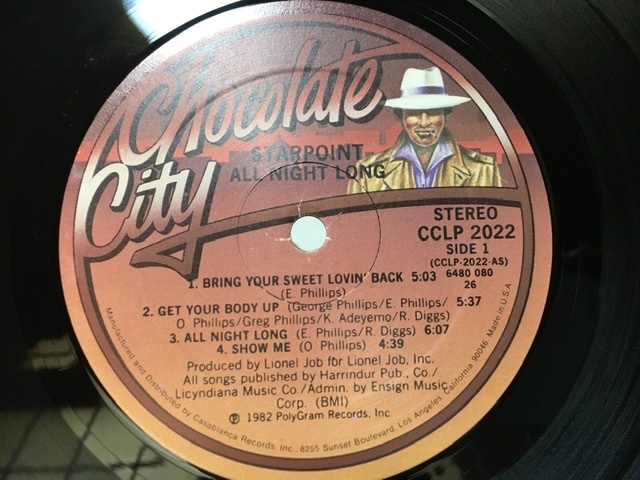 Chocolate
City
STARPOINT
ALL NIGHT LONG
STEREO
CCLP 2022
SIDE 1
(CCLP-2022-AS)
6480 080
26
1. BRING YOUR SWEET LOVIN' BACK 5:03
(E. Phillips)
2. GET YOUR BODY UP (George Phillips/E. Phillips/ 5:37
O. Phillips/Greg Phillips/K. Adeyemo/R. Diggs)
3. ALL NIGHT LONG (E. Phillips/R. Diggs) 6:07
4. SHOW ME (O. Phillips) 4:39
Produced by Lionel Job for Lionel Job, Inc.
All songs published by Harrindur Pub., Co./
Licyndiana Music Co./Admin. by Ensign Music
Corp. (BMI)
℗ 1982 PolyGram Records, Inc.
Manufactured and Distributed by Casablanca Records, Inc., 8255 Sunset Boulevard, Los Angeles, California 90046 Made in U.S.A.